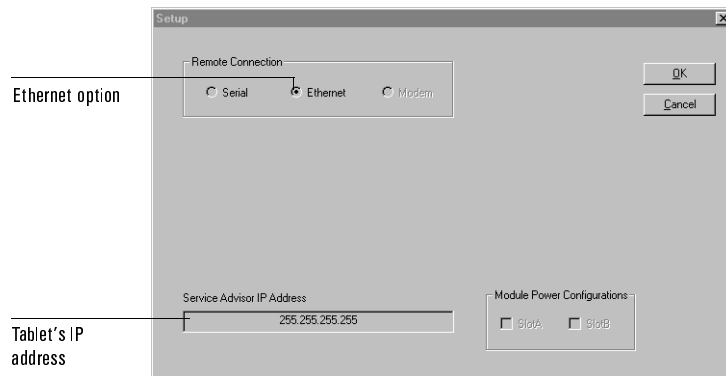 Setup
Remote Connection
Serial
Ethernet
Modem
OK
Cancel
Ethernet option
Service Advisor IP Address
255.255.255.255
Module Power Configurations
SlotA
SlotB
Tablet's IP
address